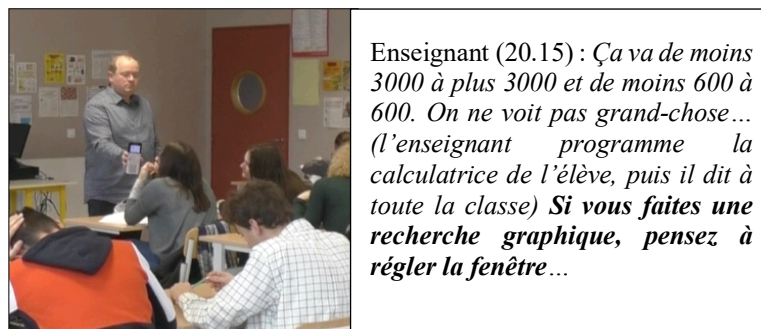 Enseignant (20.15) : Ça va de moins
3000 à plus 3000 et de moins 600 à
600. On ne voit pas grand-chose…
(l’enseignant programme la
calculatrice de l’élève, puis il dit à
toute la classe) Si vous faites une
recherche graphique, pensez à
régler la fenêtre…